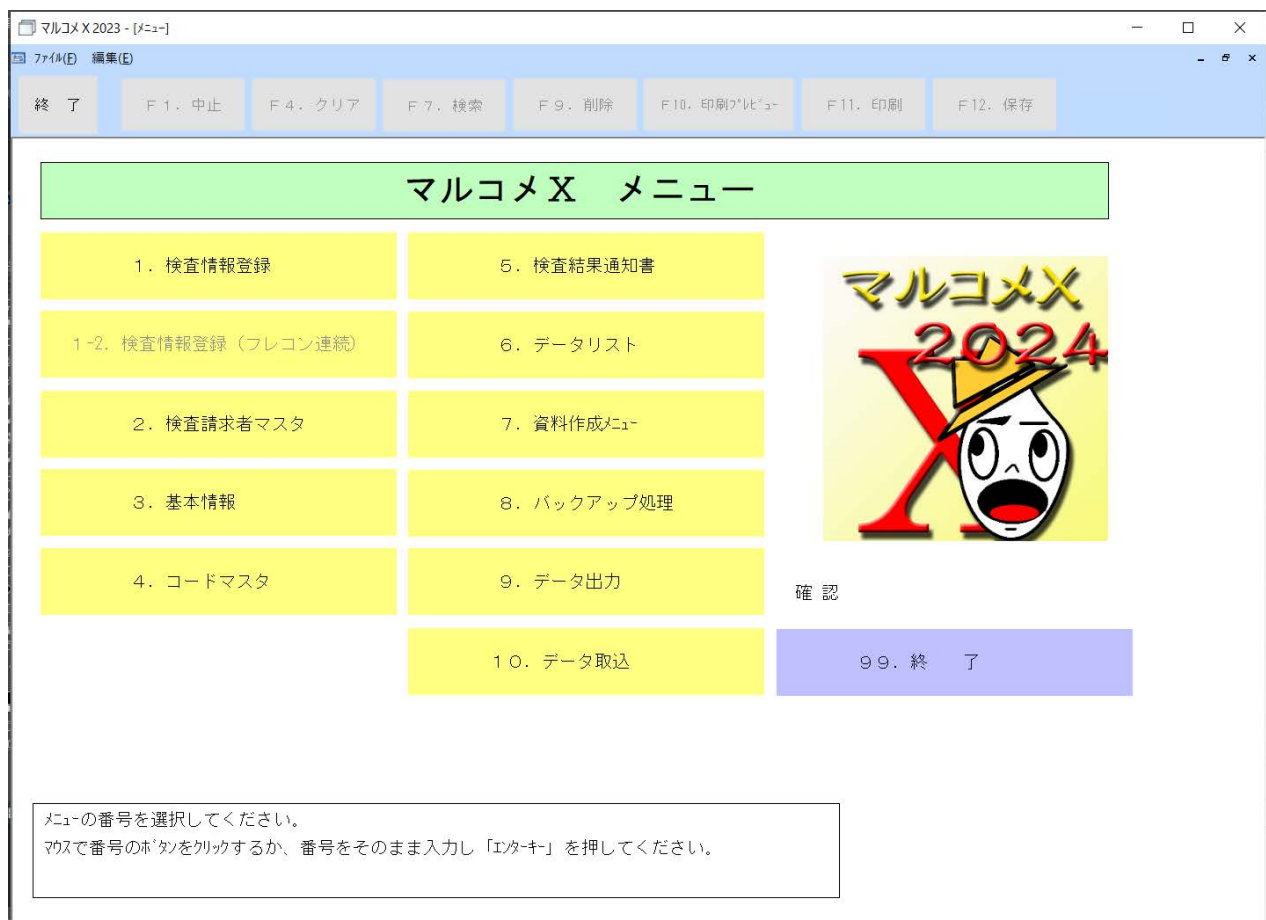 マルコメX 2023 - [ﾒﾆｭｰ]
ﾌｧｲﾙ(F) 編集(E)
終 了 F1. 中止 F4. クリア F7. 検索 F9. 削除 F10. 印刷ﾌﾟﾚﾋﾞｭｰ F11. 印刷 F12. 保存
マルコメX メニュー
1. 検査情報登録
1-2. 検査情報登録（フレコン連続）
2. 検査請求者マスタ
3. 基本情報
4. コードマスタ
5. 検査結果通知書
6. データリスト
7. 資料作成ﾒﾆｭｰ
8. バックアップ処理
9. データ出力
10. データ取込
マルコメX
2024
X
確 認
99. 終 了
ﾒﾆｭｰの番号を選択してください。
ﾏｳｽで番号のﾎﾞﾀﾝをｸﾘｯｸするか、番号をそのまま入力し「ｴﾝﾀｰｷｰ」を押してください。